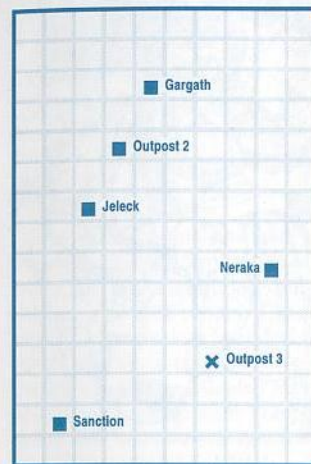 Gargath
Outpost 2
Jeleck
Neraka
Outpost 3
Sanction